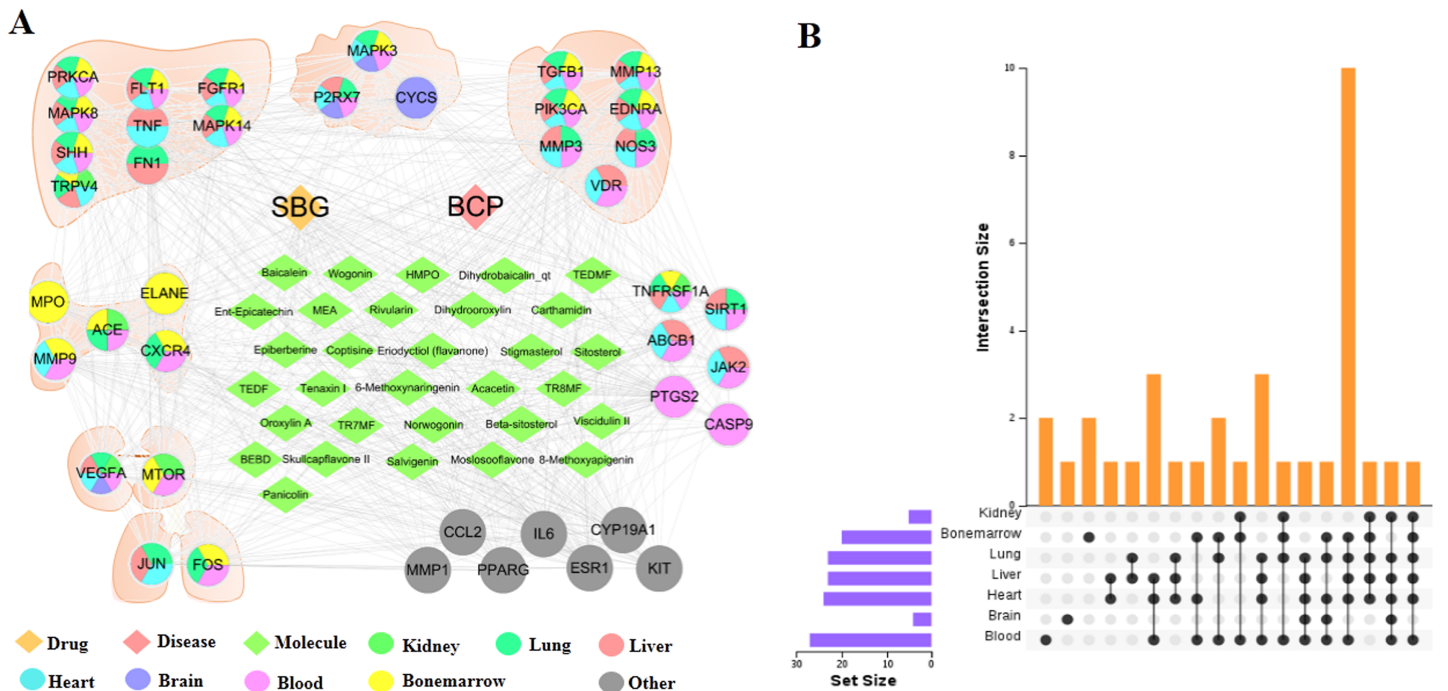 A
PRKCA
MAPK8
SHH
TRPV4
FLT1
TNF
FN1
FGFR1
MAPK14
MAPK3
P2RX7
CYCS
TGFB1
PIK3CA
MMP3
MMP13
EDNRA
NOS3
VDR
SBG
BCP
MPO
ELANE
ACE
MMP9
CXCR4
Baicalein
Wogonin
HMPO
Dihydrobaicalin_qt
TEDMF
Ent-Epicatechin
MEA
Rivularin
Dihydrooroxylin
Carthamidin
Epiberberine
Coptisine
Eriodyctiol (flavanone)
Stigmasterol
Sitosterol
TEDF
Tenaxin I
6-Methoxynaringenin
Acacetin
TR8MF
Oroxylin A
TR7MF
Norwogonin
Beta-sitosterol
Viscidulin II
BEBD
Skullcapflavone II
Salvigenin
Moslosooflavone
8-Methoxyapigenin
Panicolin
TNFRSF1A
SIRT1
ABCB1
JAK2
PTGS2
CASP9
VEGFA
MTOR
JUN
FOS
CCL2
IL6
CYP19A1
MMP1
PPARG
ESR1
KIT
Drug
Disease
Molecule
Kidney
Lung
Liver
Heart
Brain
Blood
Bonemarrow
Other
B
Intersection Size
10
8
6
4
2
0
Kidney
Bonemarrow
Lung
Liver
Heart
Brain
Blood
30
20
10
0
Set Size